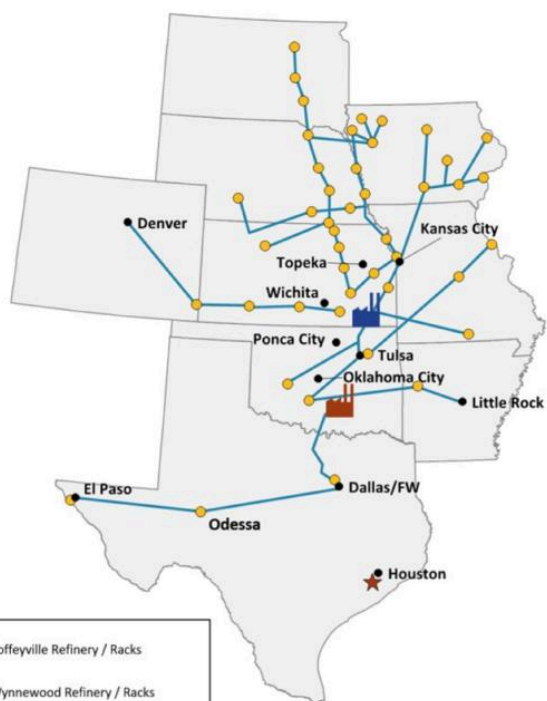 Denver
Kansas City
Topeka
Wichita
Ponca City
Tulsa
Oklahoma City
Little Rock
El Paso
Dallas/FW
Odessa
Houston
offeyville Refinery / Racks
ynnewood Refinery / Racks